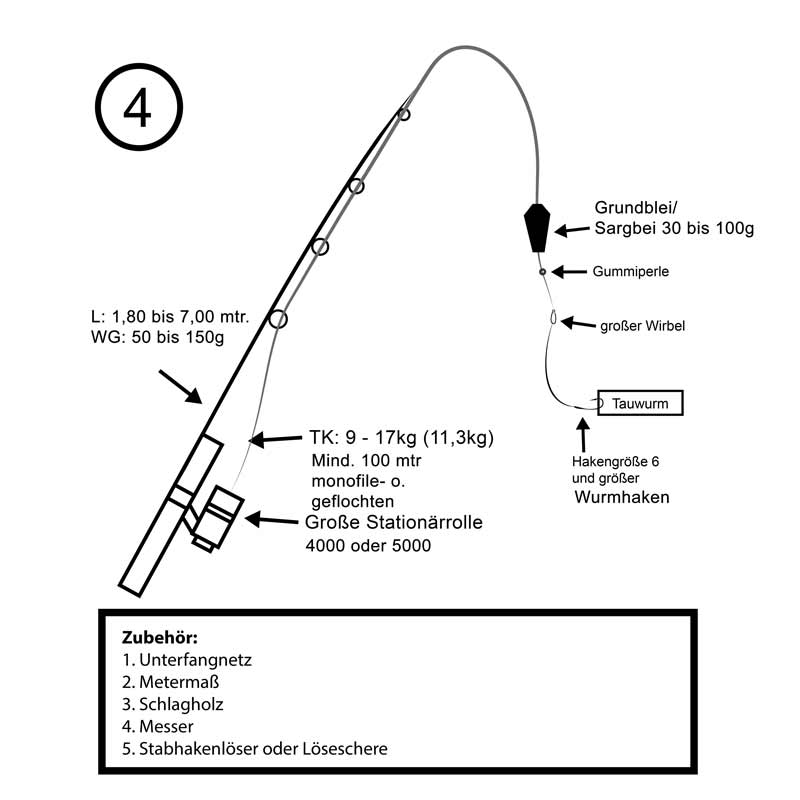 4
Grundblei/
Sargbei 30 bis 100g
Gummiperle
großer Wirbel
L: 1,80 bis 7,00 mtr.
WG: 50 bis 150g
Tauwurm
TK: 9 - 17kg (11,3kg)
Mind. 100 mtr
monofile- o.
geflochten
Hakengröße 6
und größer
Wurmhaken
Große Stationärrolle
4000 oder 5000
Zubehör:
1. Unterfangnetz
2. Metermaß
3. Schlagholz
4. Messer
5. Stabhakenlöser oder Löseschere